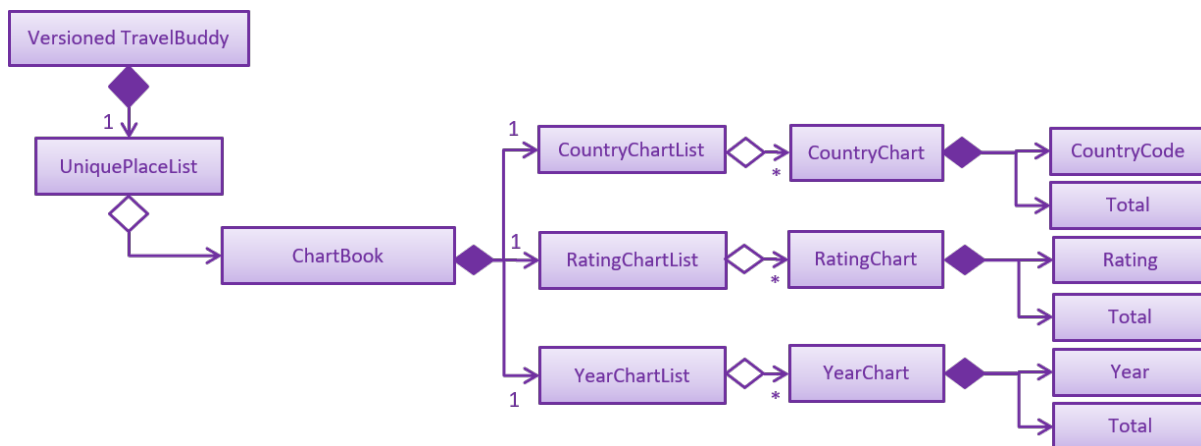 Versioned TravelBuddy
1
UniquePlaceList
ChartBook
1
CountryChartList
*
CountryChart
CountryCode
Total
1
RatingChartList
*
RatingChart
Rating
Total
1
YearChartList
*
YearChart
Year
Total